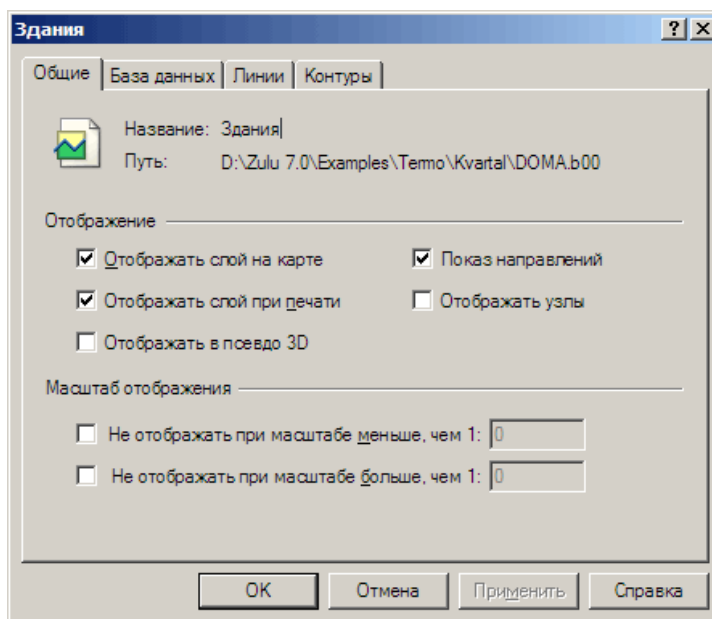 Здания
Общие База данных Линии Контуры
Название: Здания
Путь: D:\Zulu 7.0\Examples\Termo\Kvartal\DOMA.b00
Отображение
Отображать слой на карте Показ направлений
Отображать слой при печати Отображать узлы
Отображать в псевдо 3D
Масштаб отображения
Не отображать при масштабе меньше, чем 1: 0
Не отображать при масштабе больше, чем 1: 0
OK Отмена Применить Справка